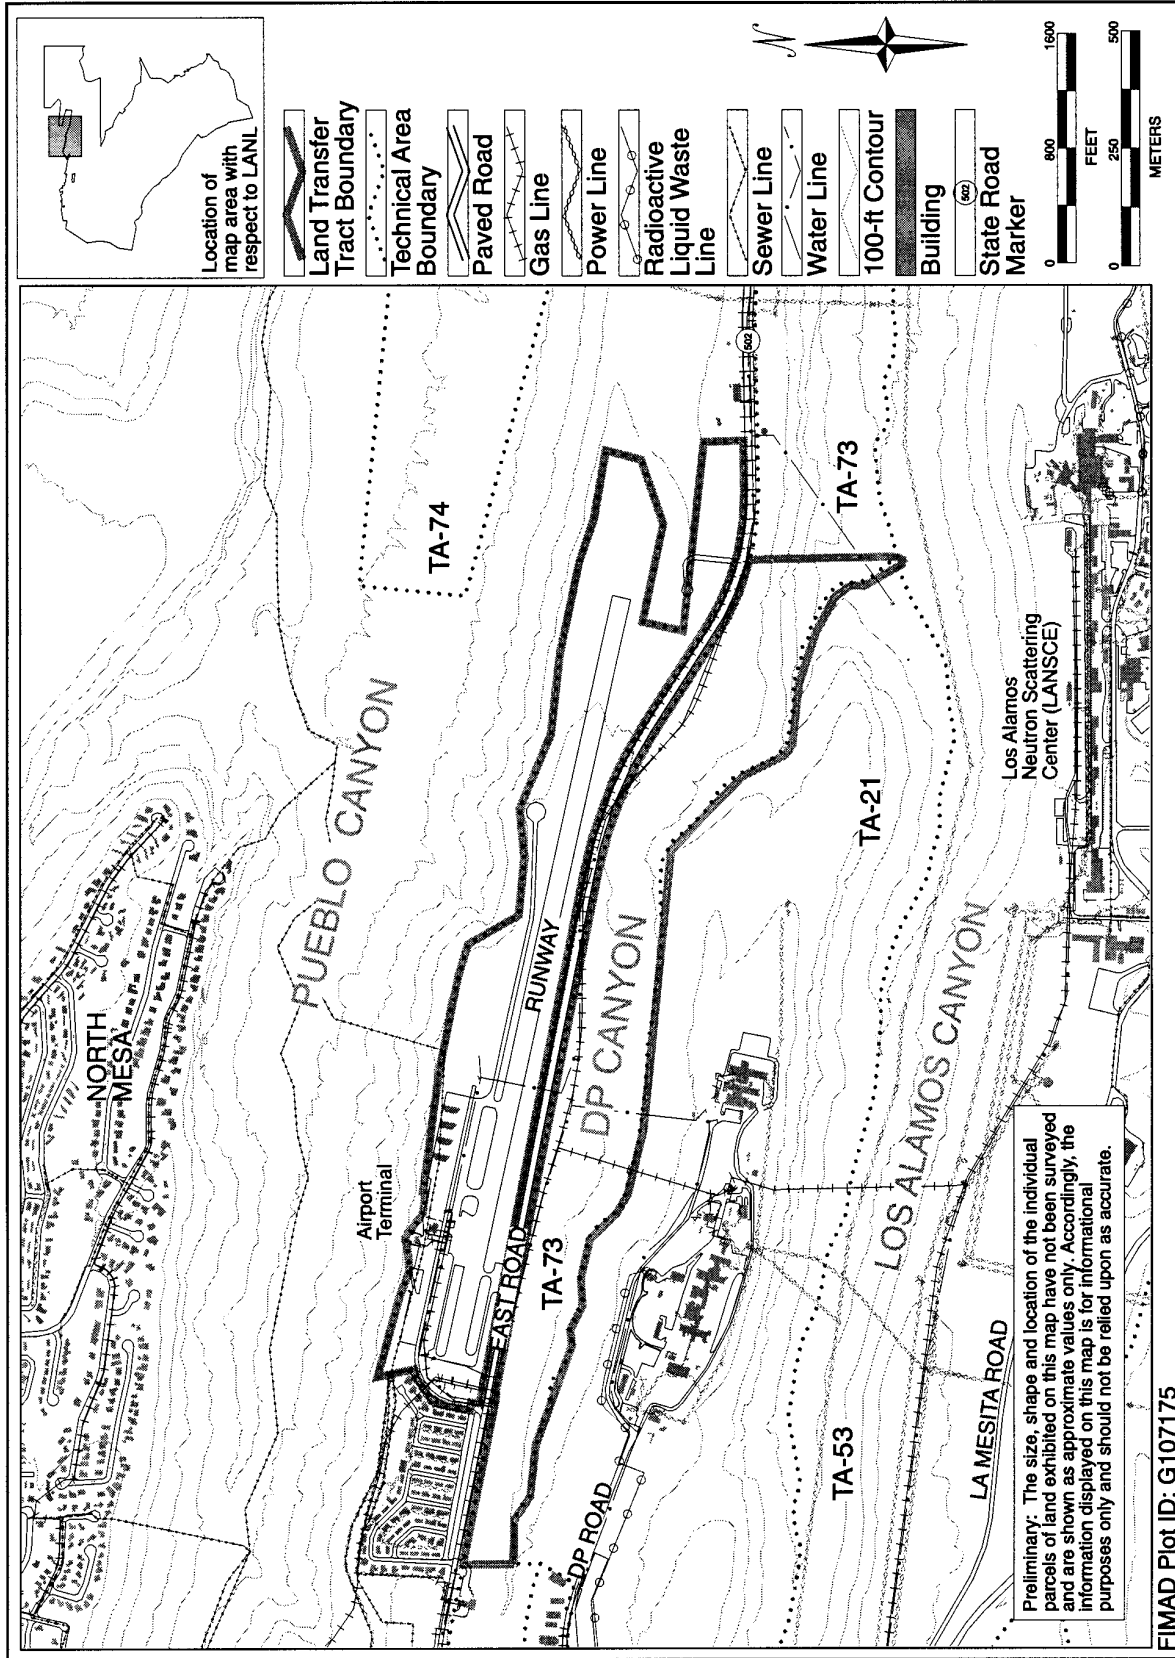 Location of
map area with
respect to LANL
Land Transfer
Tract Boundary
Technical Area
Boundary
Paved Road
Gas Line
Power Line
Radioactive
Liquid Waste
Line
Sewer Line
Water Line
100-ft Contour
Building
502
State Road
Marker
N
0 800 1600
FEET
0 250 500
METERS
NORTH
MESA
PUEBLO CANYON
TA-74
Airport
Terminal
RUNWAY
EAST ROAD
TA-73
DP CANYON
502
TA-73
TA-21
DP ROAD
TA-53
LOS ALAMOS CANYON
LA MESITA ROAD
Los Alamos
Neutron Scattering
Center (LANSCE)
Preliminary: The size, shape and location of the individual
parcels of land exhibited on this map have not been surveyed
and are shown as approximate values only. Accordingly, the
information displayed on this map is for informational
purposes only and should not be relied upon as accurate.
FIMAD Plot ID: G107175